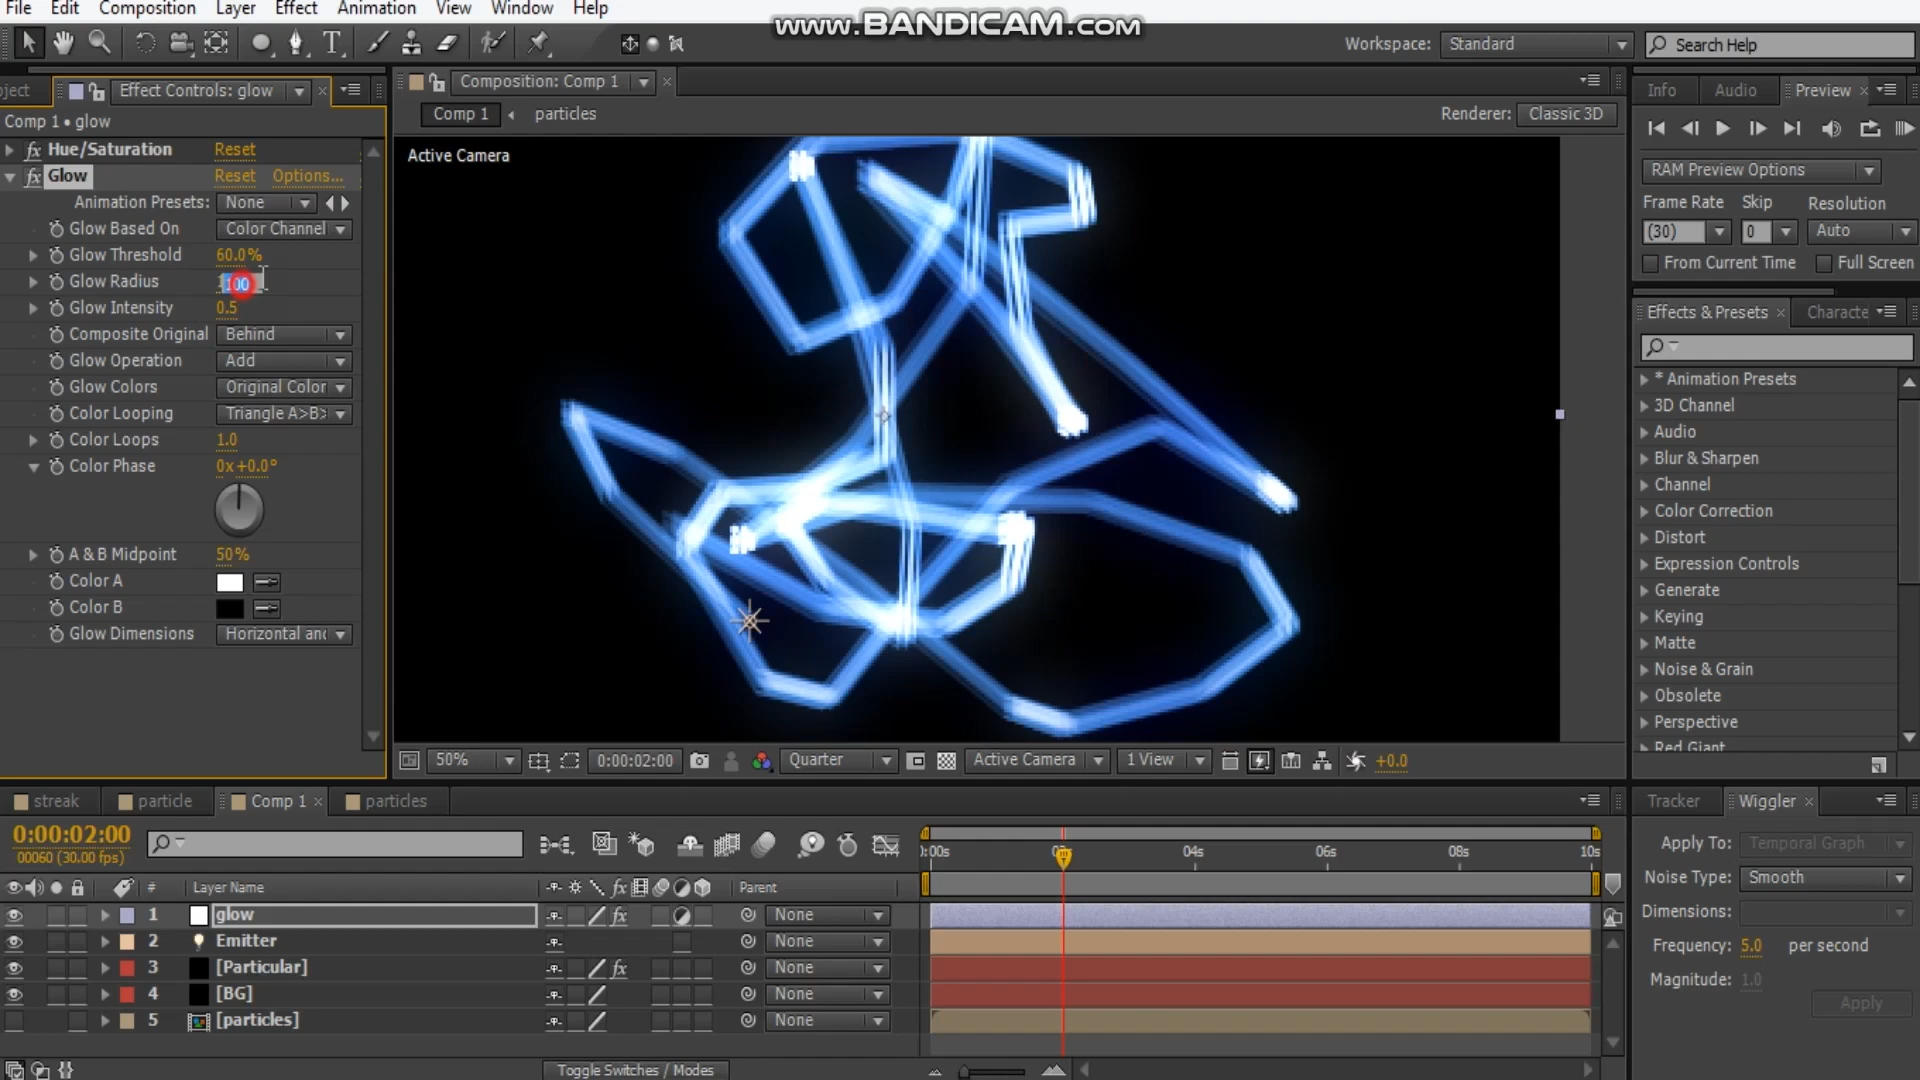 File Edit Composition Layer Effect Animation View Window Help
www.BANDICAM.com
Workspace: Standard
Search Help
Effect Controls: glow
Composition: Comp 1
Info Audio Preview
Comp 1 • glow
Comp 1 particles
Renderer: Classic 3D
Hue/Saturation Reset
Active Camera
Glow Reset Options...
RAM Preview Options
Animation Presets: None
Frame Rate Skip Resolution
Glow Based On Color Channel
(30) 0 Auto
Glow Threshold 60.0%
From Current Time Full Screen
Glow Radius 100
Glow Intensity 0.5
Effects & Presets Characte
Composite Original Behind
Glow Operation Add
* Animation Presets
Glow Colors Original Color
3D Channel
Color Looping Triangle A>B>
Audio
Color Loops 1.0
Blur & Sharpen
Color Phase 0x+0.0°
Channel
Color Correction
Distort
A & B Midpoint 50%
Expression Controls
Color A
Generate
Color B
Keying
Glow Dimensions Horizontal and
Matte
Noise & Grain
Obsolete
Perspective
Red Giant
50% 0:00:02:00 Quarter Active Camera 1 View +0.0
streak particle Comp 1 particles
Tracker Wiggler
0:00:02:00
00060 (30.00 fps)
04s 06s 08s 10s
Apply To: Temporal Graph
Noise Type: Smooth
# Layer Name Parent
Dimensions:
1 glow None
2 Emitter None
Frequency: 5.0 per second
3 [Particular] None
Magnitude: 1.0
4 [BG] None
Apply
5 [particles] None
Toggle Switches / Modes